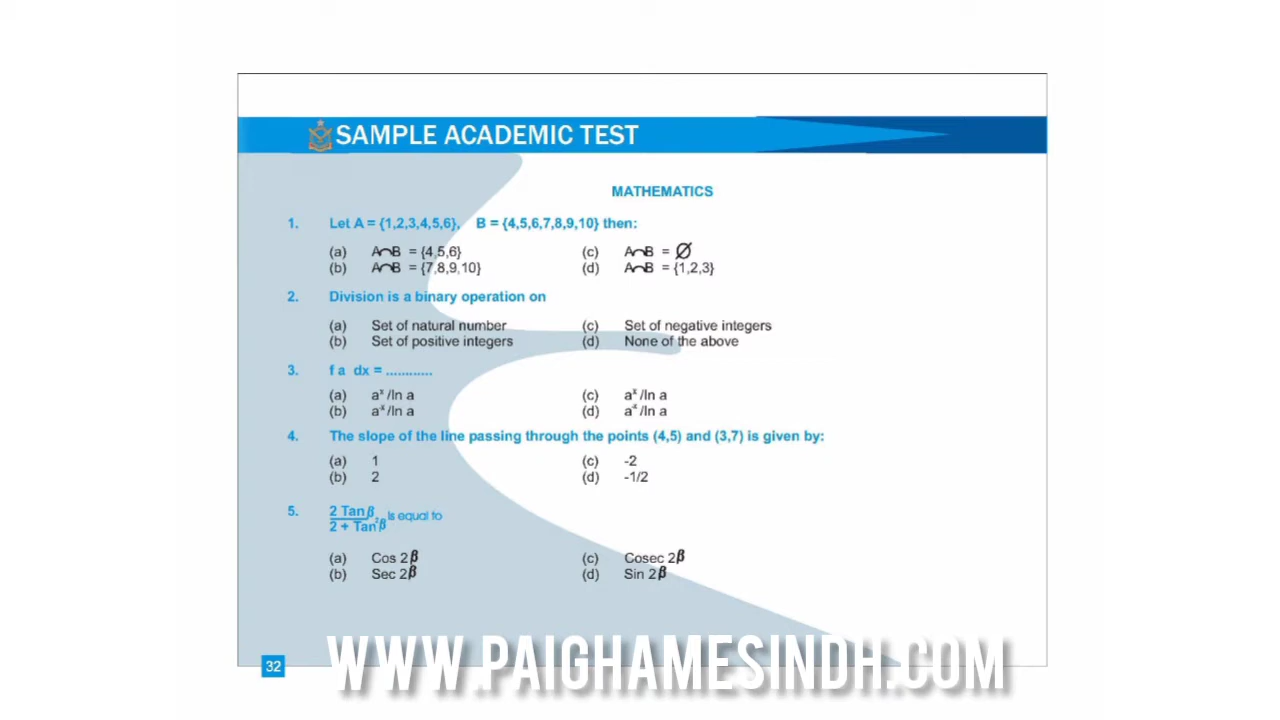 SAMPLE ACADEMIC TEST
MATHEMATICS
1. Let A = {1,2,3,4,5,6}, B = {4,5,6,7,8,9,10} then:
(a) A∩B = {4,5,6} (c) A∩B = Ø
(b) A∩B = {7,8,9,10} (d) A∩B = {1,2,3}
2. Division is a binary operation on
(a) Set of natural number (c) Set of negative integers
(b) Set of positive integers (d) None of the above
3. f a dx = ............
(a) aˣ /ln a (c) aˣ /ln a
(b) a⁻ˣ /ln a (d) a⁻ˣ /ln a
4. The slope of the line passing through the points (4,5) and (3,7) is given by:
(a) 1 (c) -2
(b) 2 (d) -1/2
5. 2 Tanβ
2 + Tan²β is equal to
(a) Cos 2β (c) Cosec 2β
(b) Sec 2β (d) Sin 2β
32
WWW.PAIGHAMESINDH.COM